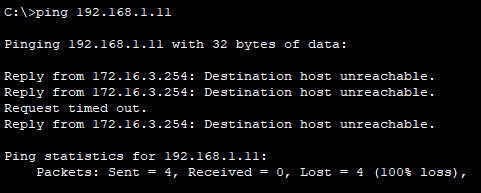 C:\>ping 192.168.1.11
Pinging 192.168.1.11 with 32 bytes of data:
Reply from 172.16.3.254: Destination host unreachable.
Reply from 172.16.3.254: Destination host unreachable.
Request timed out.
Reply from 172.16.3.254: Destination host unreachable.
Ping statistics for 192.168.1.11:
Packets: Sent = 4, Received = 0, Lost = 4 (100% loss),